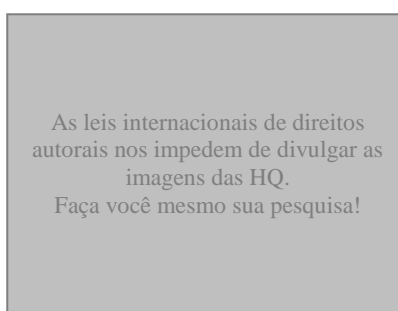 As leis internacionais de direitos
autorais nos impedem de divulgar as
imagens das HQ.
Faça você mesmo sua pesquisa!